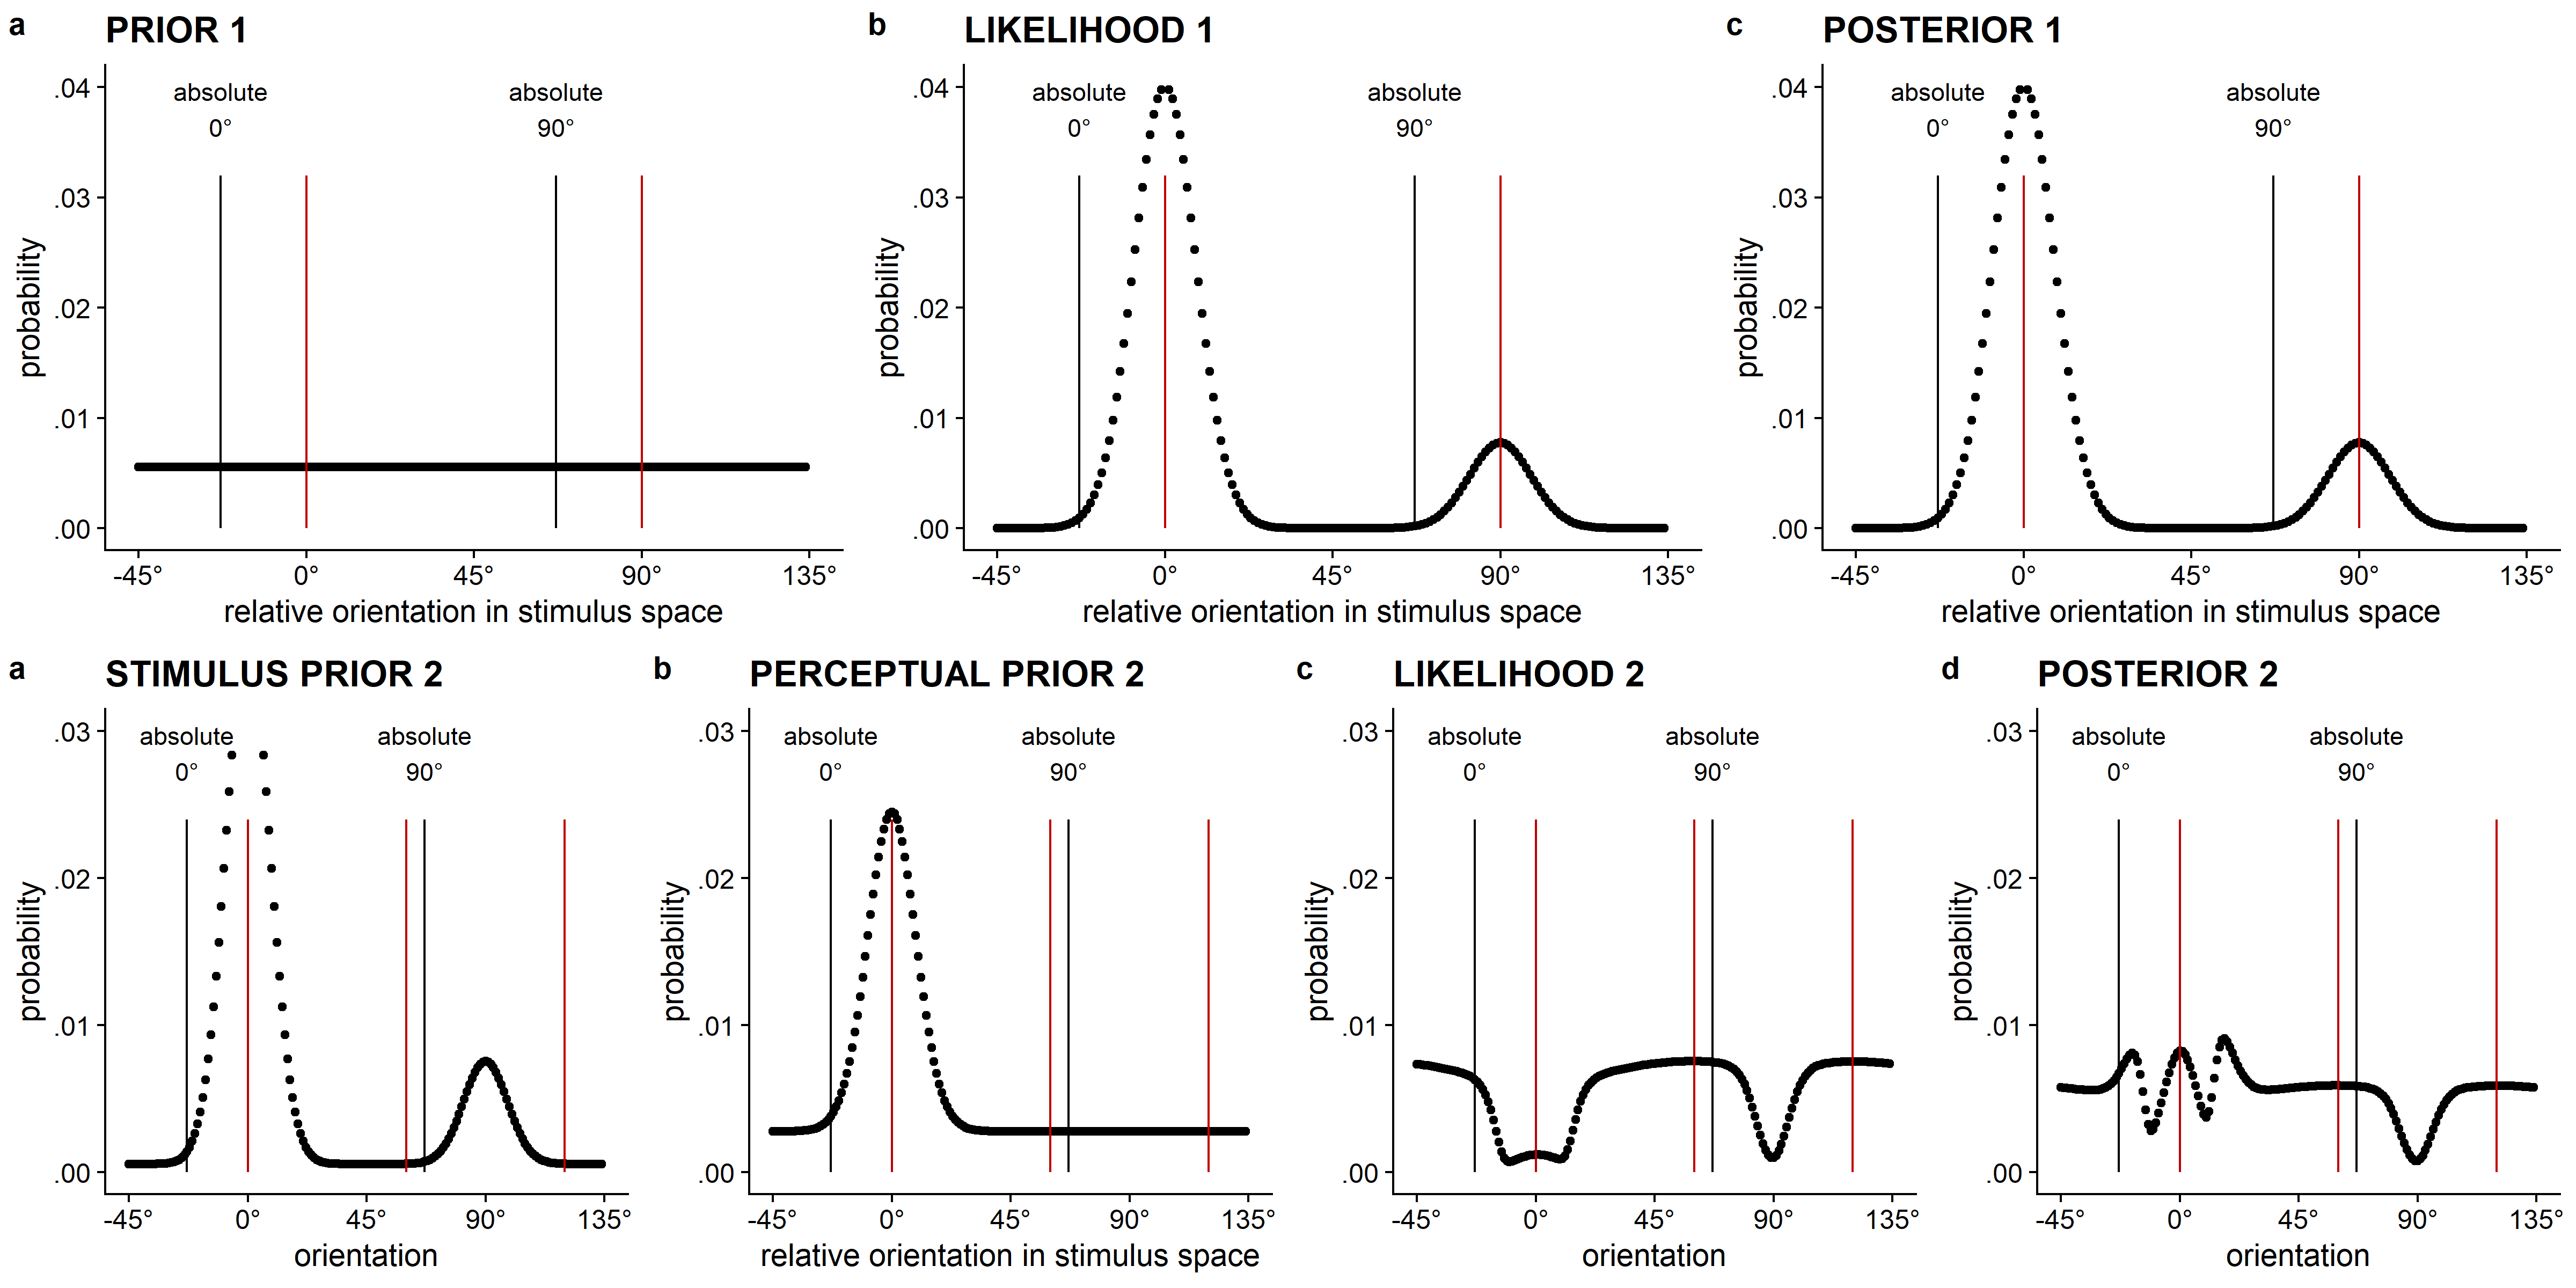 a PRIOR 1
.04
.03
.02
.01
.00
absolute
0°
absolute
90°
probability
-45° 0° 45° 90° 135°
relative orientation in stimulus space
b LIKELIHOOD 1
.04
.03
.02
.01
.00
absolute
0°
absolute
90°
probability
-45° 0° 45° 90° 135°
relative orientation in stimulus space
c POSTERIOR 1
.04
.03
.02
.01
.00
absolute
0°
absolute
90°
probability
-45° 0° 45° 90° 135°
relative orientation in stimulus space
a STIMULUS PRIOR 2
.03
.02
.01
.00
absolute
0°
absolute
90°
probability
-45° 0° 45° 90° 135°
orientation
b PERCEPTUAL PRIOR 2
.03
.02
.01
.00
absolute
0°
absolute
90°
probability
-45° 0° 45° 90° 135°
relative orientation in stimulus space
c LIKELIHOOD 2
.03
.02
.01
.00
absolute
0°
absolute
90°
probability
-45° 0° 45° 90° 135°
orientation
d POSTERIOR 2
.03
.02
.01
.00
absolute
0°
absolute
90°
probability
-45° 0° 45° 90° 135°
orientation